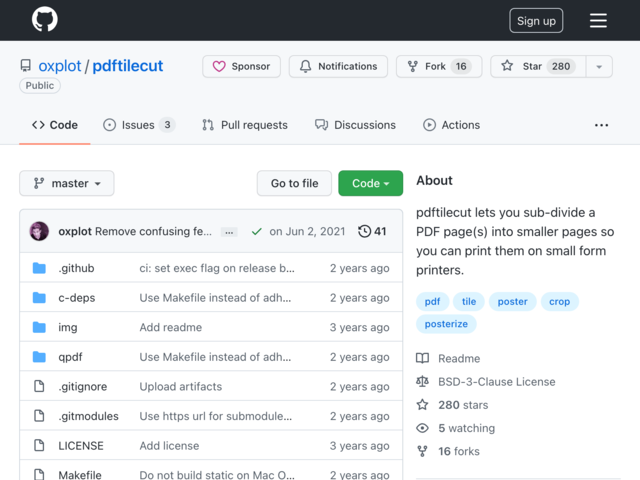 Sign up
oxplot / pdftilecut
Public
Sponsor
Notifications
Fork 16
Star 280
Code
Issues 3
Pull requests
Discussions
Actions
...
master
Go to file
Code
oxplot Remove confusing fe... ... on Jun 2, 2021 41
.github ci: set exec flag on release b... 2 years ago
c-deps Use Makefile instead of adh... 2 years ago
img Add readme 3 years ago
qpdf Use Makefile instead of adh... 2 years ago
.gitignore Upload artifacts 2 years ago
.gitmodules Use https url for submodule... 2 years ago
LICENSE Add license 3 years ago
Makefile Do not build static on Mac O... 2 years ago
About
pdftilecut lets you sub-divide a
PDF page(s) into smaller pages so
you can print them on small form
printers.
pdf tile poster crop
posterize
Readme
BSD-3-Clause License
280 stars
5 watching
16 forks